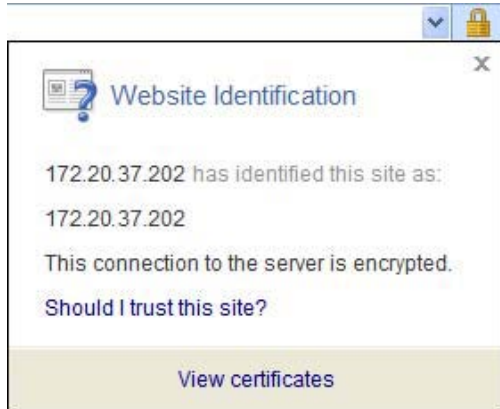 Website Identification
172.20.37.202 has identified this site as:
172.20.37.202
This connection to the server is encrypted.
Should I trust this site?
View certificates